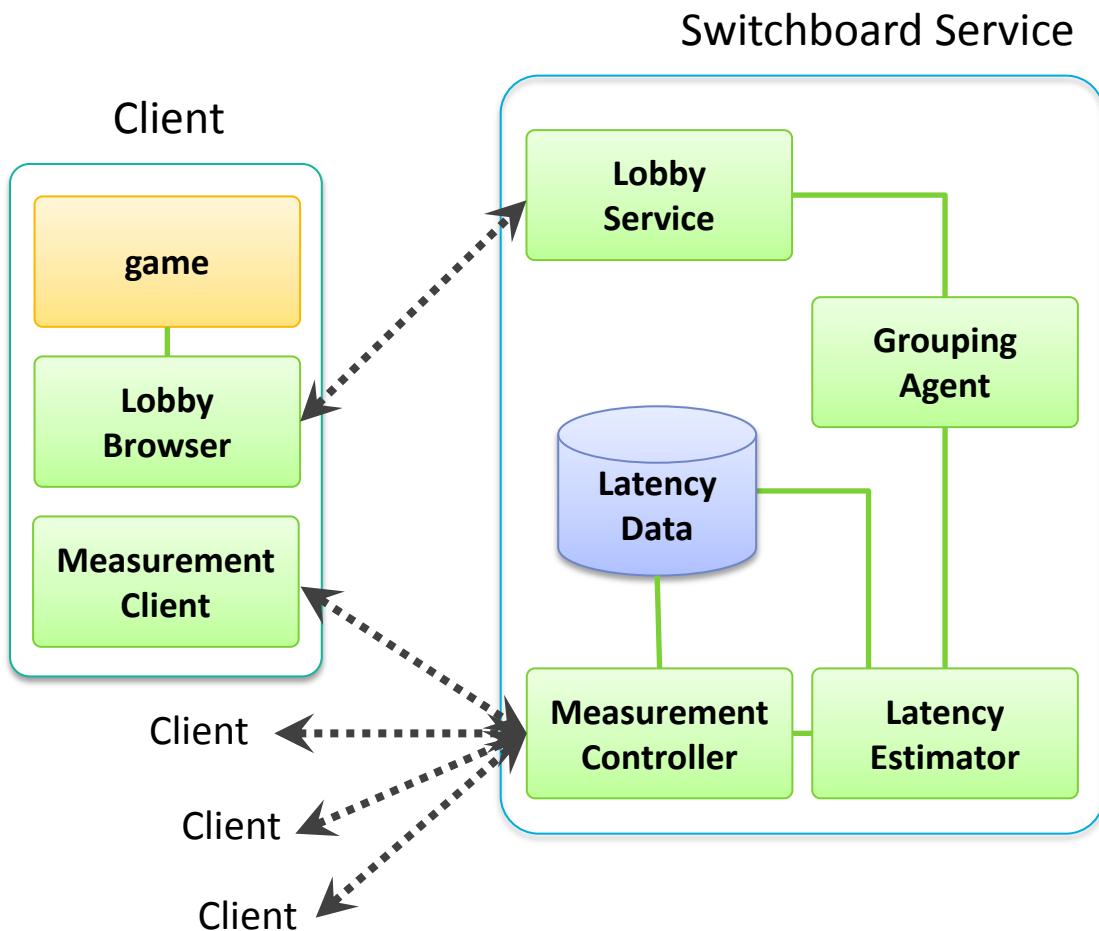 Switchboard Service
Client
game
Lobby
Browser
Measurement
Client
Lobby
Service
Grouping
Agent
Latency
Data
Measurement
Controller
Latency
Estimator
Client
Client
Client